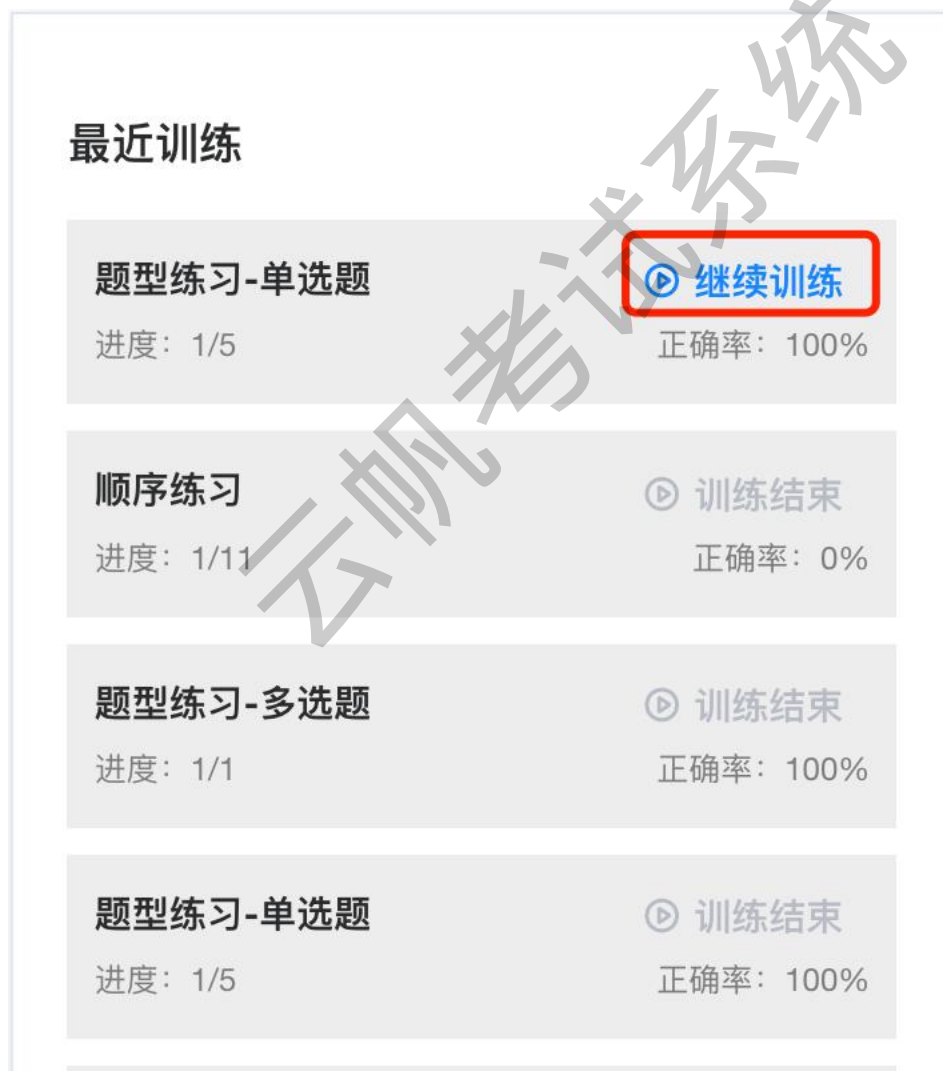 最近训练
题型练习-单选题 继续训练
进度：1/5 正确率：100%
顺序练习 训练结束
进度：1/11 正确率：0%
题型练习-多选题 训练结束
进度：1/1 正确率：100%
题型练习-单选题 训练结束
进度：1/5 正确率：100%
云帆考试系统